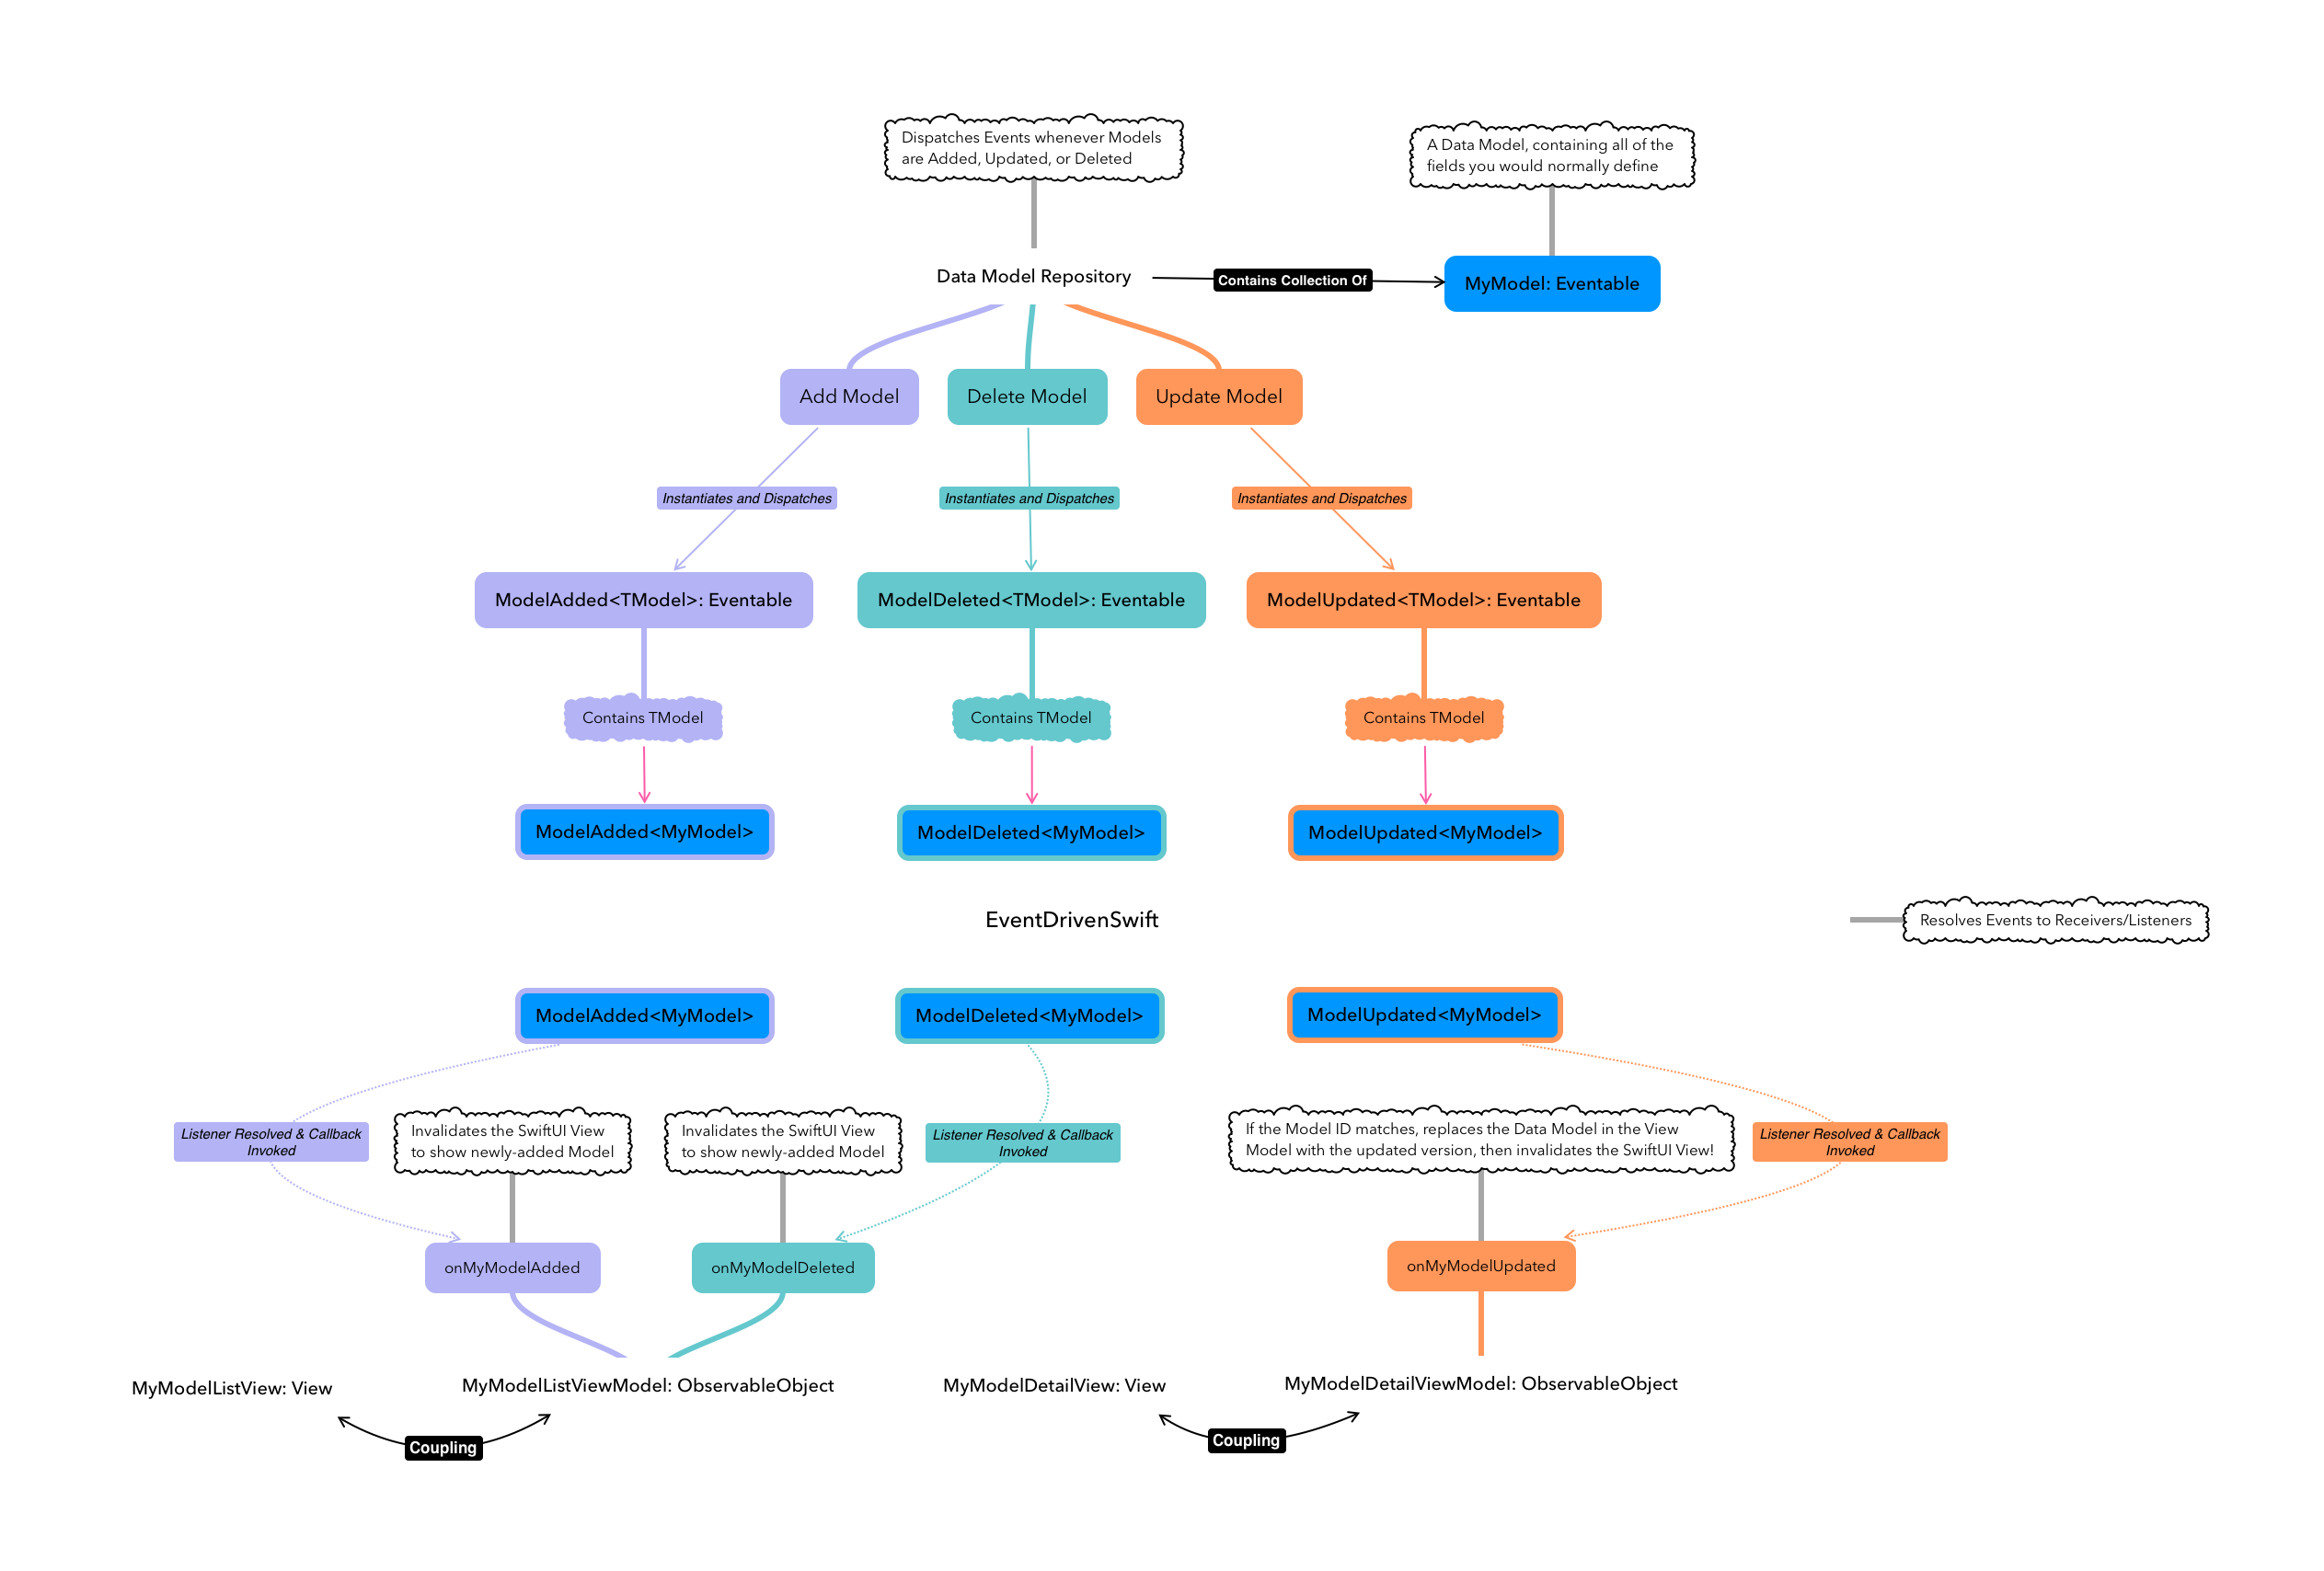 Dispatches Events whenever Models
are Added, Updated, or Deleted
A Data Model, containing all of the
fields you would normally define
Data Model Repository
Contains Collection Of
MyModel: Eventable
Add Model
Delete Model
Update Model
Instantiates and Dispatches
Instantiates and Dispatches
Instantiates and Dispatches
ModelAdded<TModel>: Eventable
ModelDeleted<TModel>: Eventable
ModelUpdated<TModel>: Eventable
Contains TModel
Contains TModel
Contains TModel
ModelAdded<MyModel>
ModelDeleted<MyModel>
ModelUpdated<MyModel>
EventDrivenSwift
Resolves Events to Receivers/Listeners
ModelAdded<MyModel>
ModelDeleted<MyModel>
ModelUpdated<MyModel>
Listener Resolved & Callback
Invoked
Invalidates the SwiftUI View
to show newly-added Model
Invalidates the SwiftUI View
to show newly-added Model
Listener Resolved & Callback
Invoked
If the Model ID matches, replaces the Data Model in the View
Model with the updated version, then invalidates the SwiftUI View!
Listener Resolved & Callback
Invoked
onMyModelAdded
onMyModelDeleted
onMyModelUpdated
MyModelListView: View
MyModelListViewModel: ObservableObject
MyModelDetailView: View
MyModelDetailViewModel: ObservableObject
Coupling
Coupling